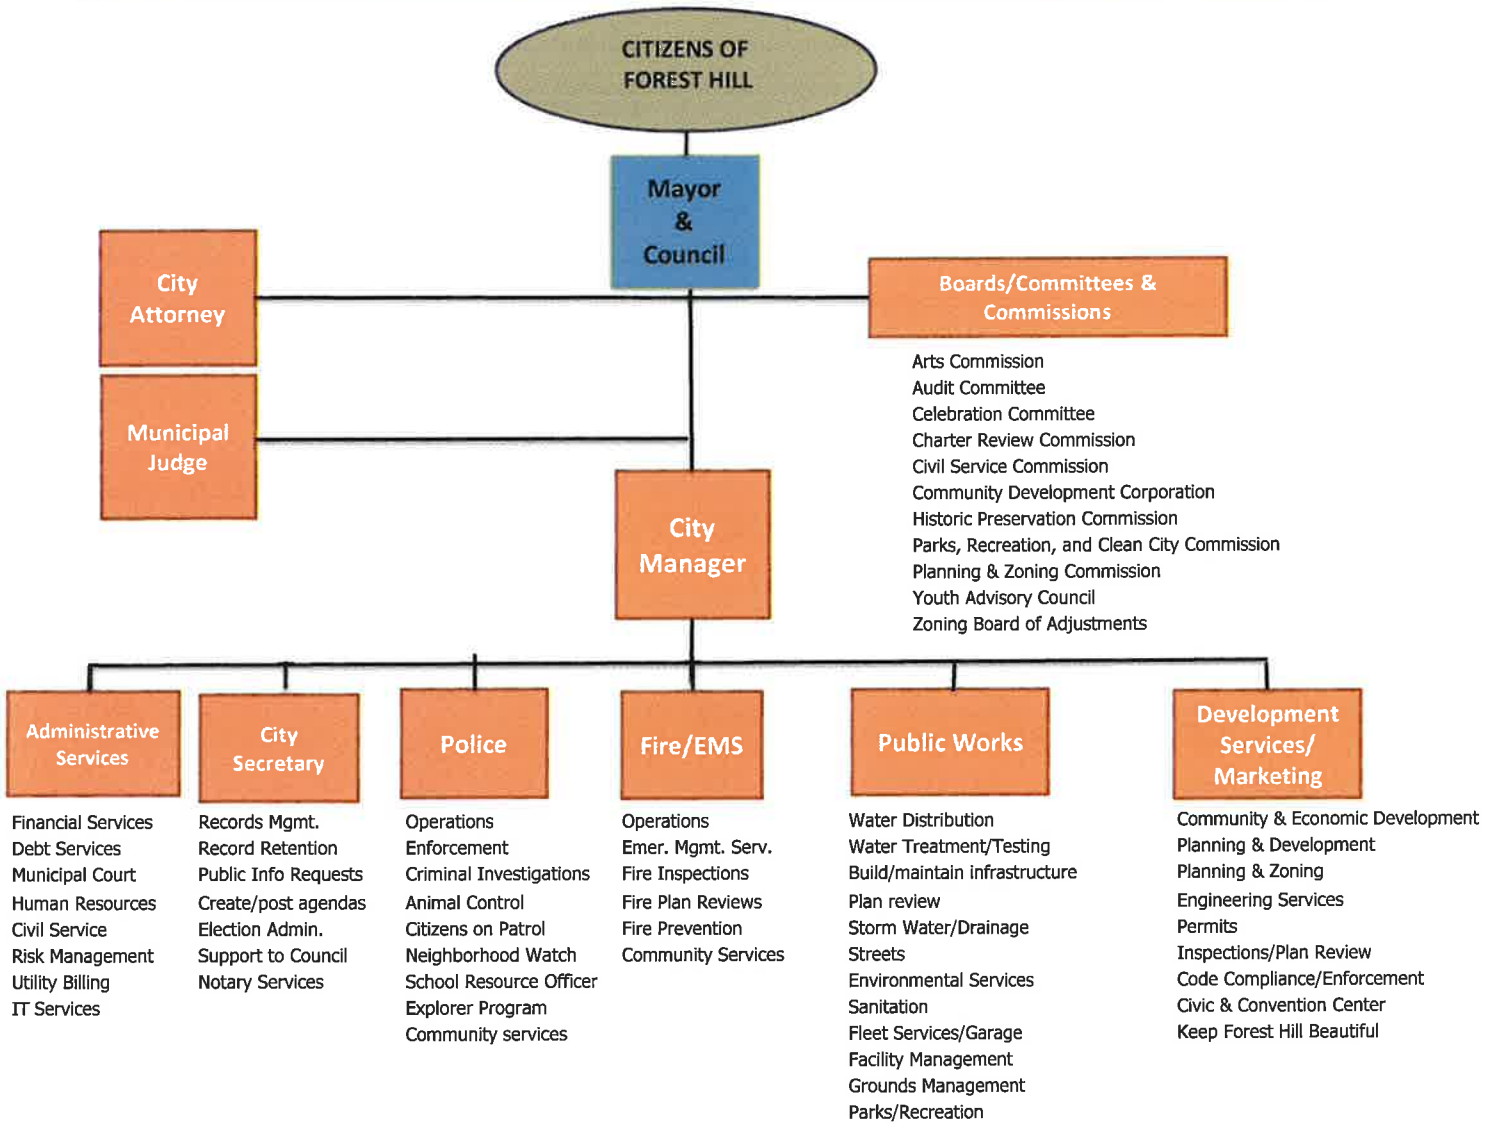 CITIZENS OF
FOREST HILL
Mayor
&
Council
City
Attorney
Boards/Committees &
Commissions
Arts Commission
Audit Committee
Celebration Committee
Charter Review Commission
Civil Service Commission
Community Development Corporation
Historic Preservation Commission
Parks, Recreation, and Clean City Commission
Planning & Zoning Commission
Youth Advisory Council
Zoning Board of Adjustments
Municipal
Judge
City
Manager
Administrative
Services
Financial Services
Debt Services
Municipal Court
Human Resources
Civil Service
Risk Management
Utility Billing
IT Services
City
Secretary
Records Mgmt.
Record Retention
Public Info Requests
Create/post agendas
Election Admin.
Support to Council
Notary Services
Police
Operations
Enforcement
Criminal Investigations
Animal Control
Citizens on Patrol
Neighborhood Watch
School Resource Officer
Explorer Program
Community services
Fire/EMS
Operations
Emer. Mgmt. Serv.
Fire Inspections
Fire Plan Reviews
Fire Prevention
Community Services
Public Works
Water Distribution
Water Treatment/Testing
Build/maintain infrastructure
Plan review
Storm Water/Drainage
Streets
Environmental Services
Sanitation
Fleet Services/Garage
Facility Management
Grounds Management
Parks/Recreation
Development
Services/
Marketing
Community & Economic Development
Planning & Development
Planning & Zoning
Engineering Services
Permits
Inspections/Plan Review
Code Compliance/Enforcement
Civic & Convention Center
Keep Forest Hill Beautiful